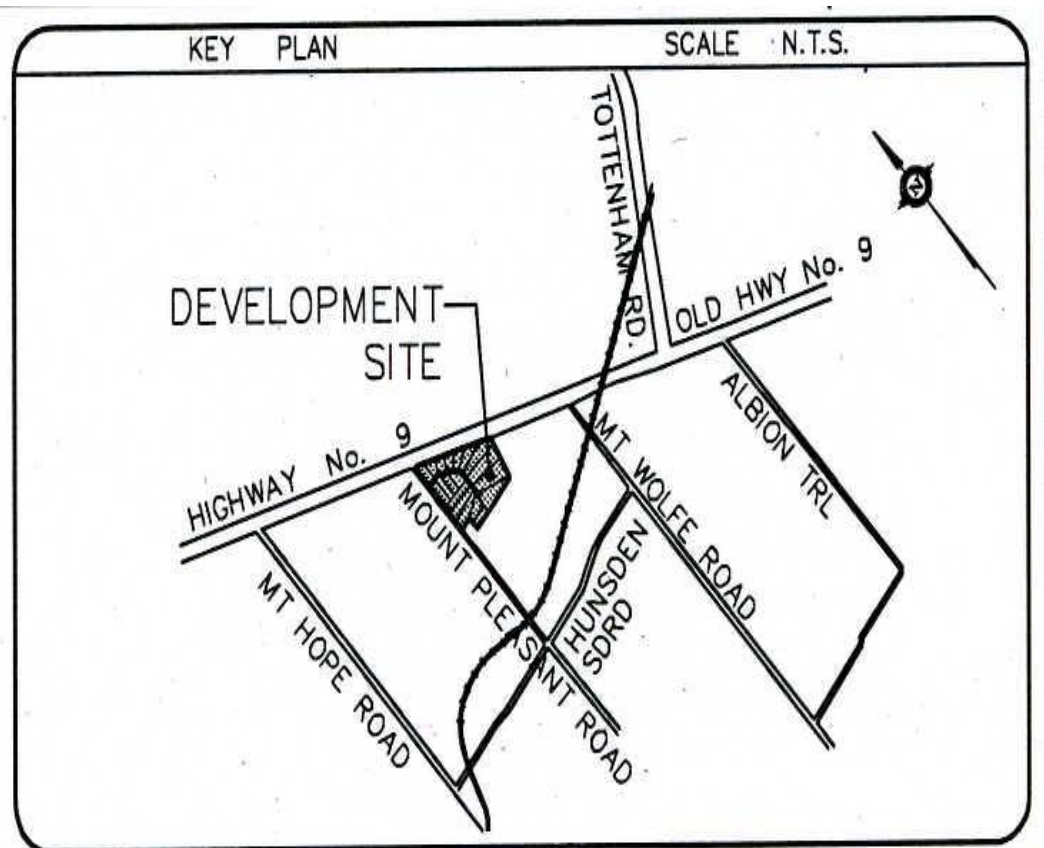 KEY PLAN
SCALE N.T.S.
TOTTENHAM RD.
N
OLD HWY No. 9
DEVELOPMENT
SITE
HIGHWAY No. 9
ALBION TRL
MT WOLFE ROAD
MOUNT PLEASANT ROAD
HUNSDEN
SDRD
MT HOPE ROAD